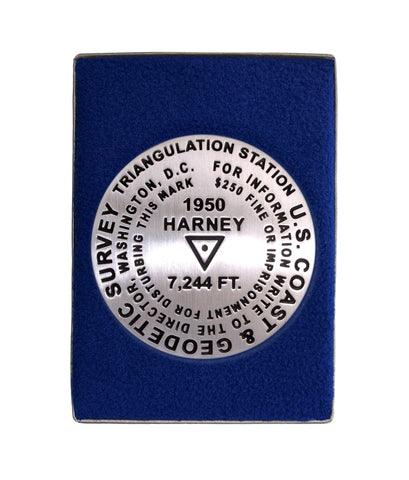 U.S. COAST & GEODETIC SURVEY
TRIANGULATION STATION
FOR INFORMATION WRITE TO THE DIRECTOR, WASHINGTON, D.C.
$250 FINE OR IMPRISONMENT FOR DISTURBING THIS MARK
1950
HARNEY
7,244 FT.